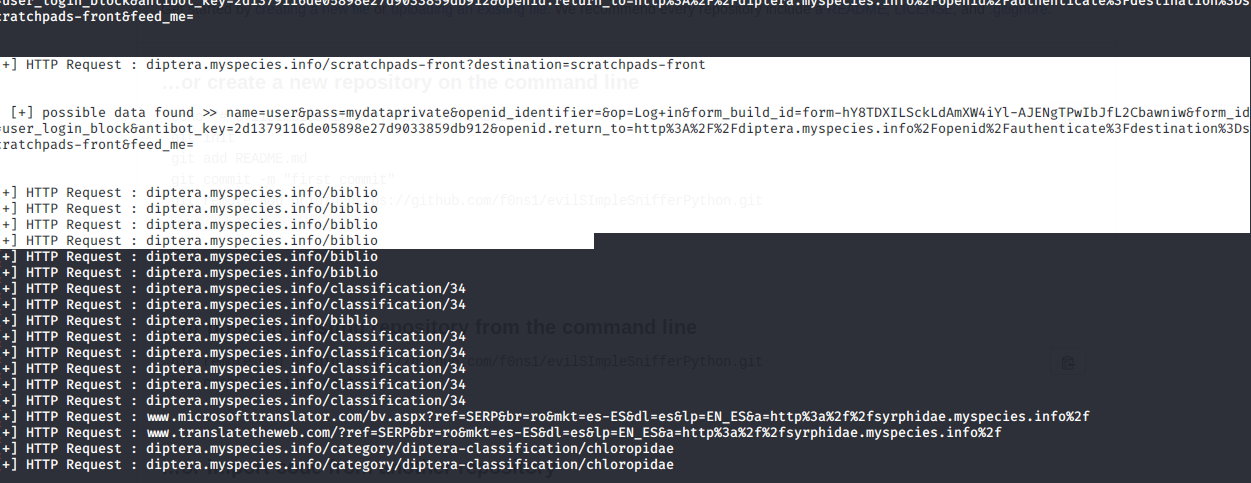 =user_login_block&antibot_key=2d1379116de05898e27d9033859db912&openid.return_to=http%3A%2F%2Fdiptera.myspecies.info%2Fopenid%2Fauthenticate%3Fdestination%3Ds
cratchpads-front&feed_me=
+] HTTP Request : diptera.myspecies.info/scratchpads-front?destination=scratchpads-front
…or create a new repository on the command line
[+] possible data found >> name=user&pass=mydataprivate&openid_identifier=&op=Log+in&form_build_id=form-hY8TDXILSckLdAmXW4iYl-AJENgTPwIbJfL2Cbawniw&form_id
=user_login_block&antibot_key=2d1379116de05898e27d9033859db912&openid.return_to=http%3A%2F%2Fdiptera.myspecies.info%2Fopenid%2Fauthenticate%3Fdestination%3Ds
cratchpads-front&feed_me=
git add README.md
git commit -m "first commit"
+] HTTP Request : diptera.myspecies.info/biblio
://github.com/f0ns1/evilSImpleSnifferPython.git
+] HTTP Request : diptera.myspecies.info/biblio
+] HTTP Request : diptera.myspecies.info/biblio
+] HTTP Request : diptera.myspecies.info/biblio
+] HTTP Request : diptera.myspecies.info/biblio
+] HTTP Request : diptera.myspecies.info/biblio
+] HTTP Request : diptera.myspecies.info/classification/34
+] HTTP Request : diptera.myspecies.info/classification/34
+] HTTP Request : diptera.myspecies.info/biblio
repository from the command line
+] HTTP Request : diptera.myspecies.info/classification/34
+] HTTP Request : diptera.myspecies.info/classification/34
com/f0ns1/evilSImpleSnifferPython.git
+] HTTP Request : diptera.myspecies.info/classification/34
+] HTTP Request : diptera.myspecies.info/classification/34
+] HTTP Request : diptera.myspecies.info/classification/34
+] HTTP Request : www.microsofttranslator.com/bv.aspx?ref=SERP&br=ro&mkt=es-ES&dl=es&lp=EN_ES&a=http%3a%2f%2fsyrphidae.myspecies.info%2f
+] HTTP Request : www.translatetheweb.com/?ref=SERP&br=ro&mkt=es-ES&dl=es&lp=EN_ES&a=http%3a%2f%2fsyrphidae.myspecies.info%2f
+] HTTP Request : diptera.myspecies.info/category/diptera-classification/chloropidae
+] HTTP Request : diptera.myspecies.info/category/diptera-classification/chloropidae